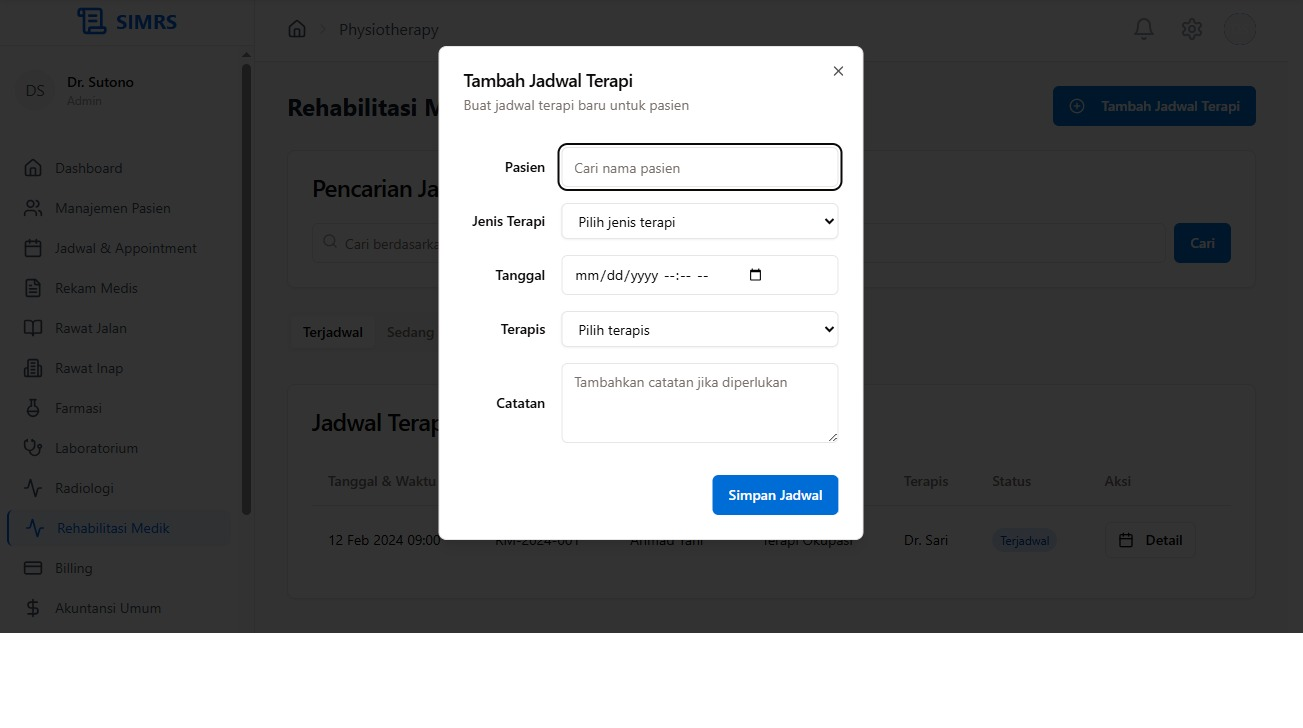 SIMRS
Physiotherapy
DS
Dr. Sutono
Admin
Dashboard
Manajemen Pasien
Jadwal & Appointment
Rekam Medis
Rawat Jalan
Rawat Inap
Farmasi
Laboratorium
Radiologi
Rehabilitasi Medik
Billing
Akuntansi Umum
Rehabilitasi M
Tambah Jadwal Terapi
Pencarian Ja
Cari berdasarka
Cari
Terjadwal Sedang
Jadwal Terap
Tanggal & Waktu Terapis Status Aksi
12 Feb 2024 09:00 RM-2024-001 Ahmad Yani Terapi Okupasi Dr. Sari Terjadwal Detail
Tambah Jadwal Terapi
Buat jadwal terapi baru untuk pasien
Pasien Cari nama pasien
Jenis Terapi Pilih jenis terapi
Tanggal mm/dd/yyyy --:-- --
Terapis Pilih terapis
Catatan Tambahkan catatan jika diperlukan
Simpan Jadwal